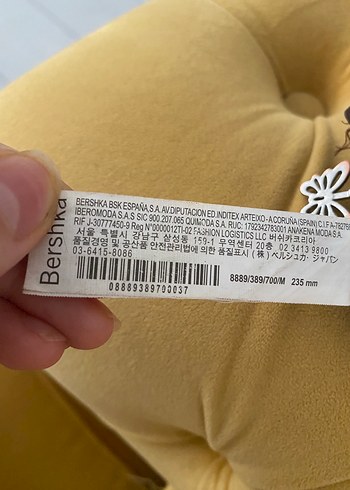 Bershka
BERSHKA BSK ESPAÑA,S.A. AV.DIPUTACION ED.INDITEX ARTEIXO-A CORUÑA (SPAIN) C.I.F.
IBEROMODA S.A.S SIC 900.207.065 QUIMODA S.A. RUC: 1792342783001 ANAKENA MODA S.A.
RIF J-30777450-9 Reg N°0000012TI-02 FASHION LOGISTICS LLC 버쉬카코리아
서울 특별시 강남구 삼성동 159-1 무역센타 20층 02 3413 9800
품질경영 및 공산품 안전관리법에 의한 품질표시 (株) ベルシュカ・ジャパン
03-6415-8086
8889/389/700/M 235 mm
08889389700037